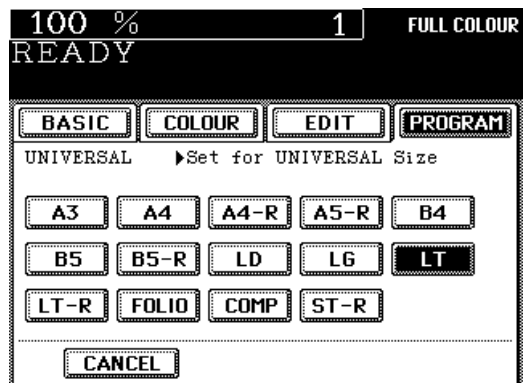 100 % 1 FULL COLOUR
READY
BASIC COLOUR EDIT PROGRAM
UNIVERSAL ▶Set for UNIVERSAL Size
A3 A4 A4-R A5-R B4
B5 B5-R LD LG LT
LT-R FOLIO COMP ST-R
CANCEL